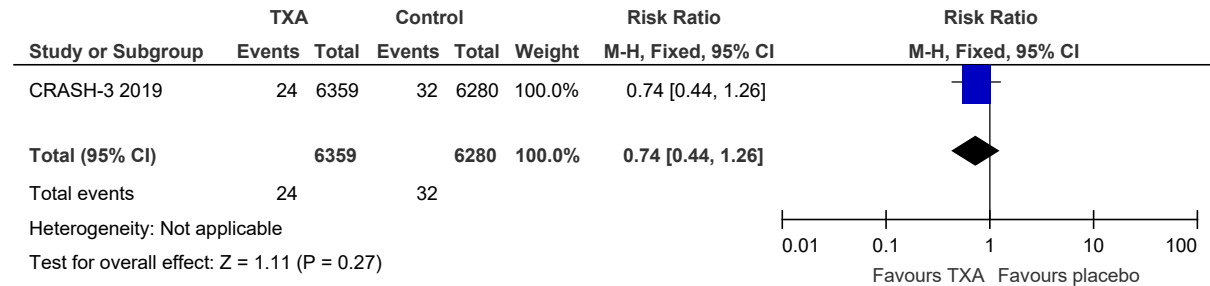 TXA Control Risk Ratio Risk Ratio
Study or Subgroup Events Total Events Total Weight M-H, Fixed, 95% CI M-H, Fixed, 95% CI
CRASH-3 2019 24 6359 32 6280 100.0% 0.74 [0.44, 1.26]
Total (95% CI) 6359 6280 100.0% 0.74 [0.44, 1.26]
Total events 24 32
Heterogeneity: Not applicable
Test for overall effect: Z = 1.11 (P = 0.27)
0.01 0.1 1 10 100
Favours TXA Favours placebo